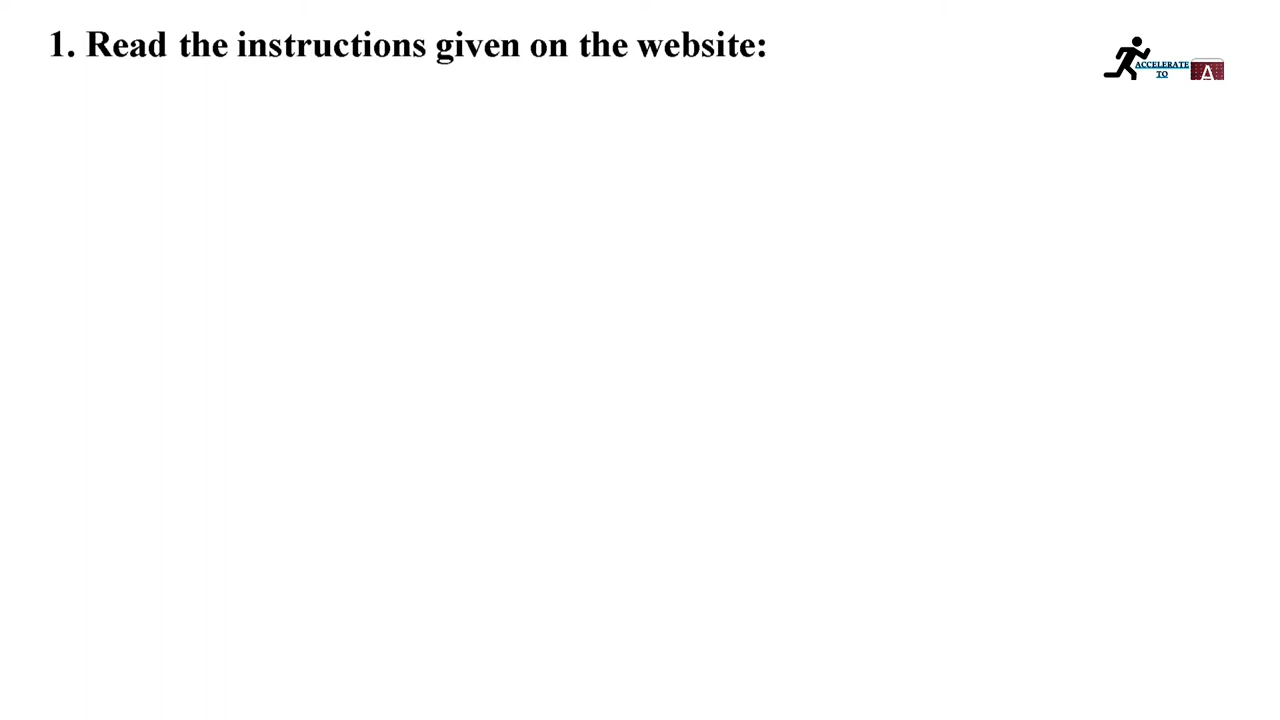 1. Read the instructions given on the website:
ACCELERATE
TO
A